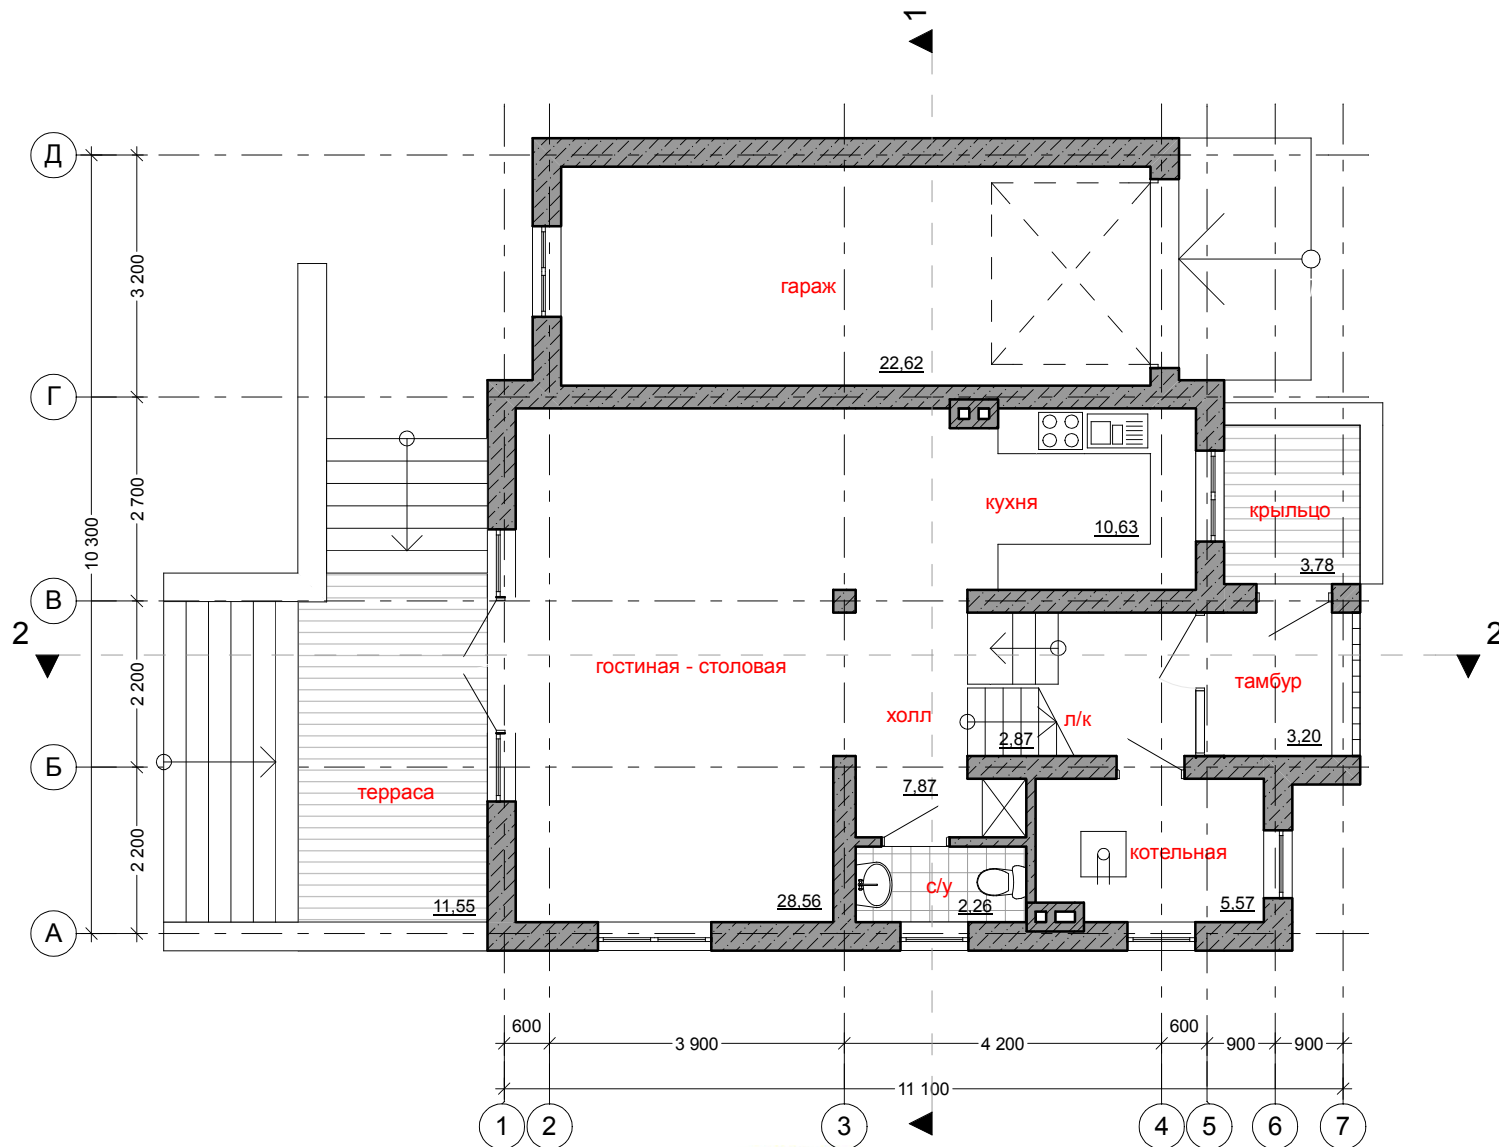 1
Д
3 200
гараж
22,62
Г
2 700
10 300
кухня
10,63
крыльцо
3,78
В
2
2
2 200
гостиная - столовая
холл
л/к
2,87
тамбур
3,20
Б
терраса
7,87
2 200
котельная
с/у
11,55
28,56
2,26
5,57
А
600
3 900
4 200
600
900
900
11 100
1
2
3
4
5
6
7